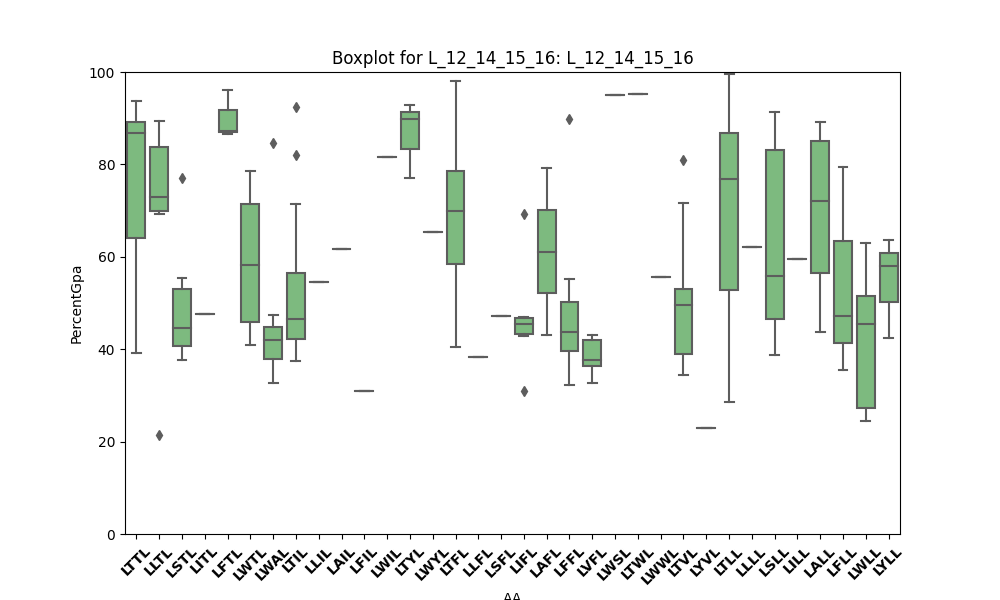 Boxplot for L_12_14_15_16: L_12_14_15_16
PercentGpa
100
80
60
40
20
0
LTTL LLTL LSTL LITL LFTL LWTL LWAL LTIL LLIL LAIL LFIL LWIL LTYL LWYL LTFL LLFL LSFL LIFL LAFL LFFL LVFL LWSL LTWL LWWL LTVL LYVL LTLL LLLL LSLL LILL LALL LFLL LWLL LYLL
AA